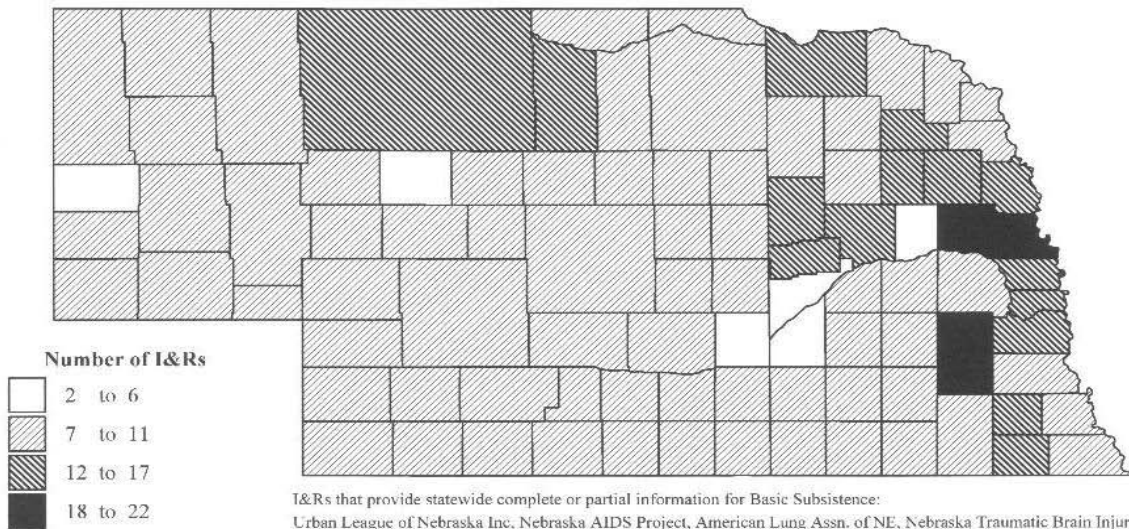 Number of I&Rs
2 to 6
7 to 11
12 to 17
18 to 22
I&Rs that provide statewide complete or partial information for Basic Subsistence:
Urban League of Nebraska Inc, Nebraska AIDS Project, American Lung Assn. of NE, Nebraska Traumatic Brain Injur